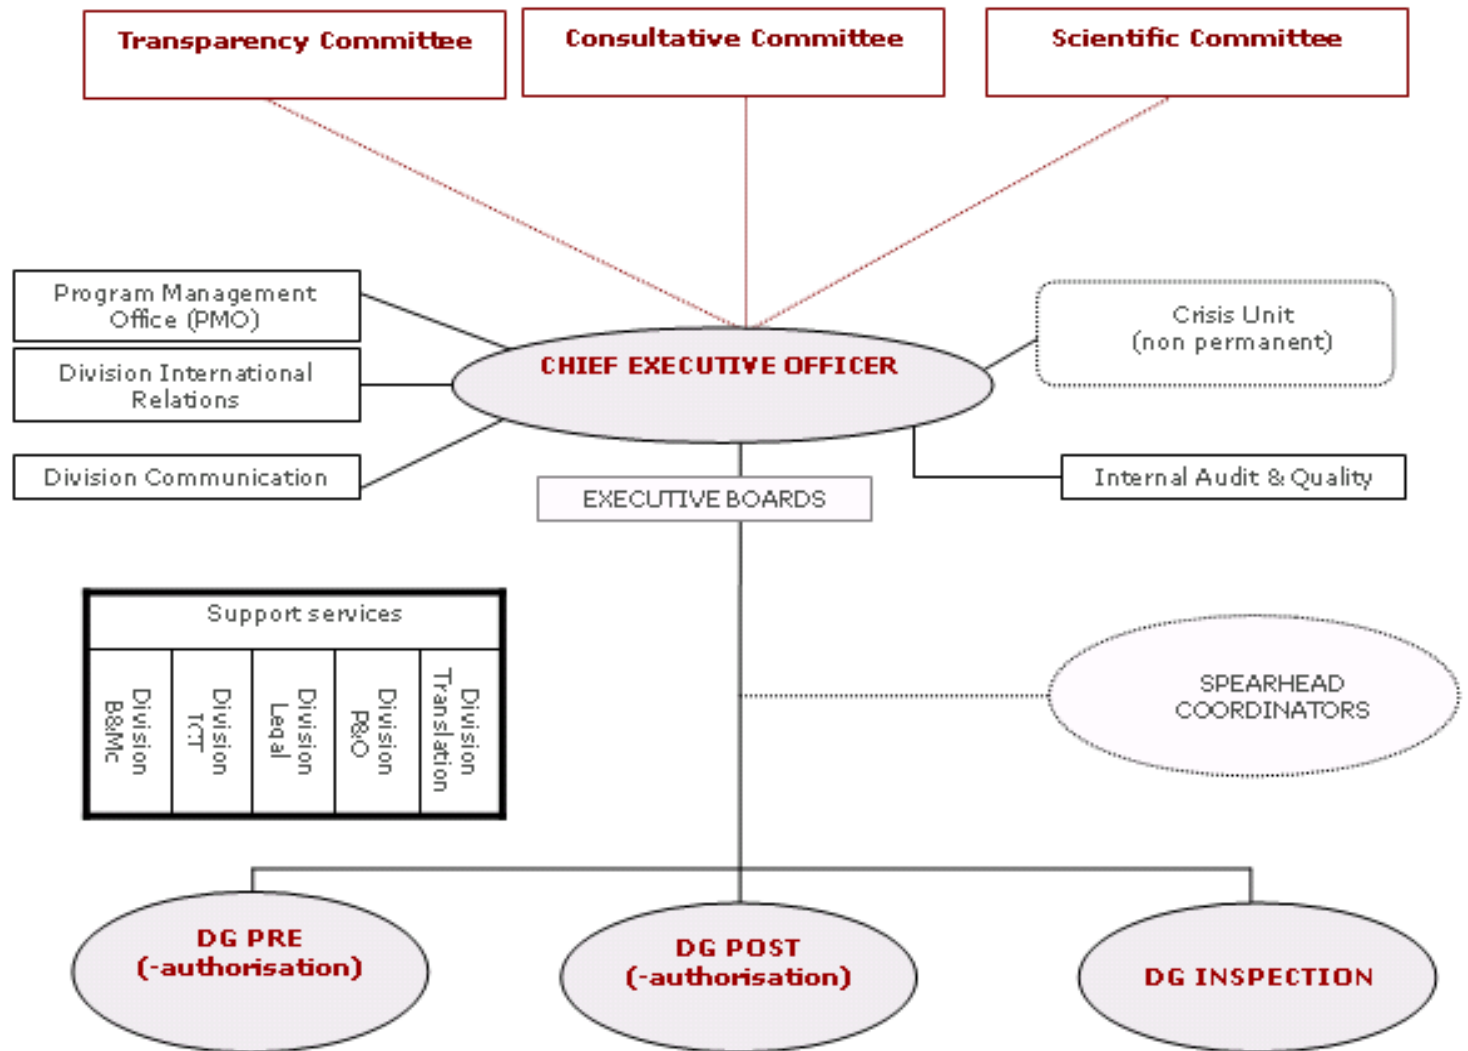 Transparency Committee
Consultative Committee
Scientific Committee
Program Management
Office (PMO)
Division International
Relations
Division Communication
CHIEF EXECUTIVE OFFICER
Crisis Unit
(non permanent)
Internal Audit & Quality
EXECUTIVE BOARDS
Support services
Division
B&Mc
Division
ICT
Division
Legal
Division
P&O
Division
Translation
SPEARHEAD
COORDINATORS
DG PRE
(-authorisation)
DG POST
(-authorisation)
DG INSPECTION